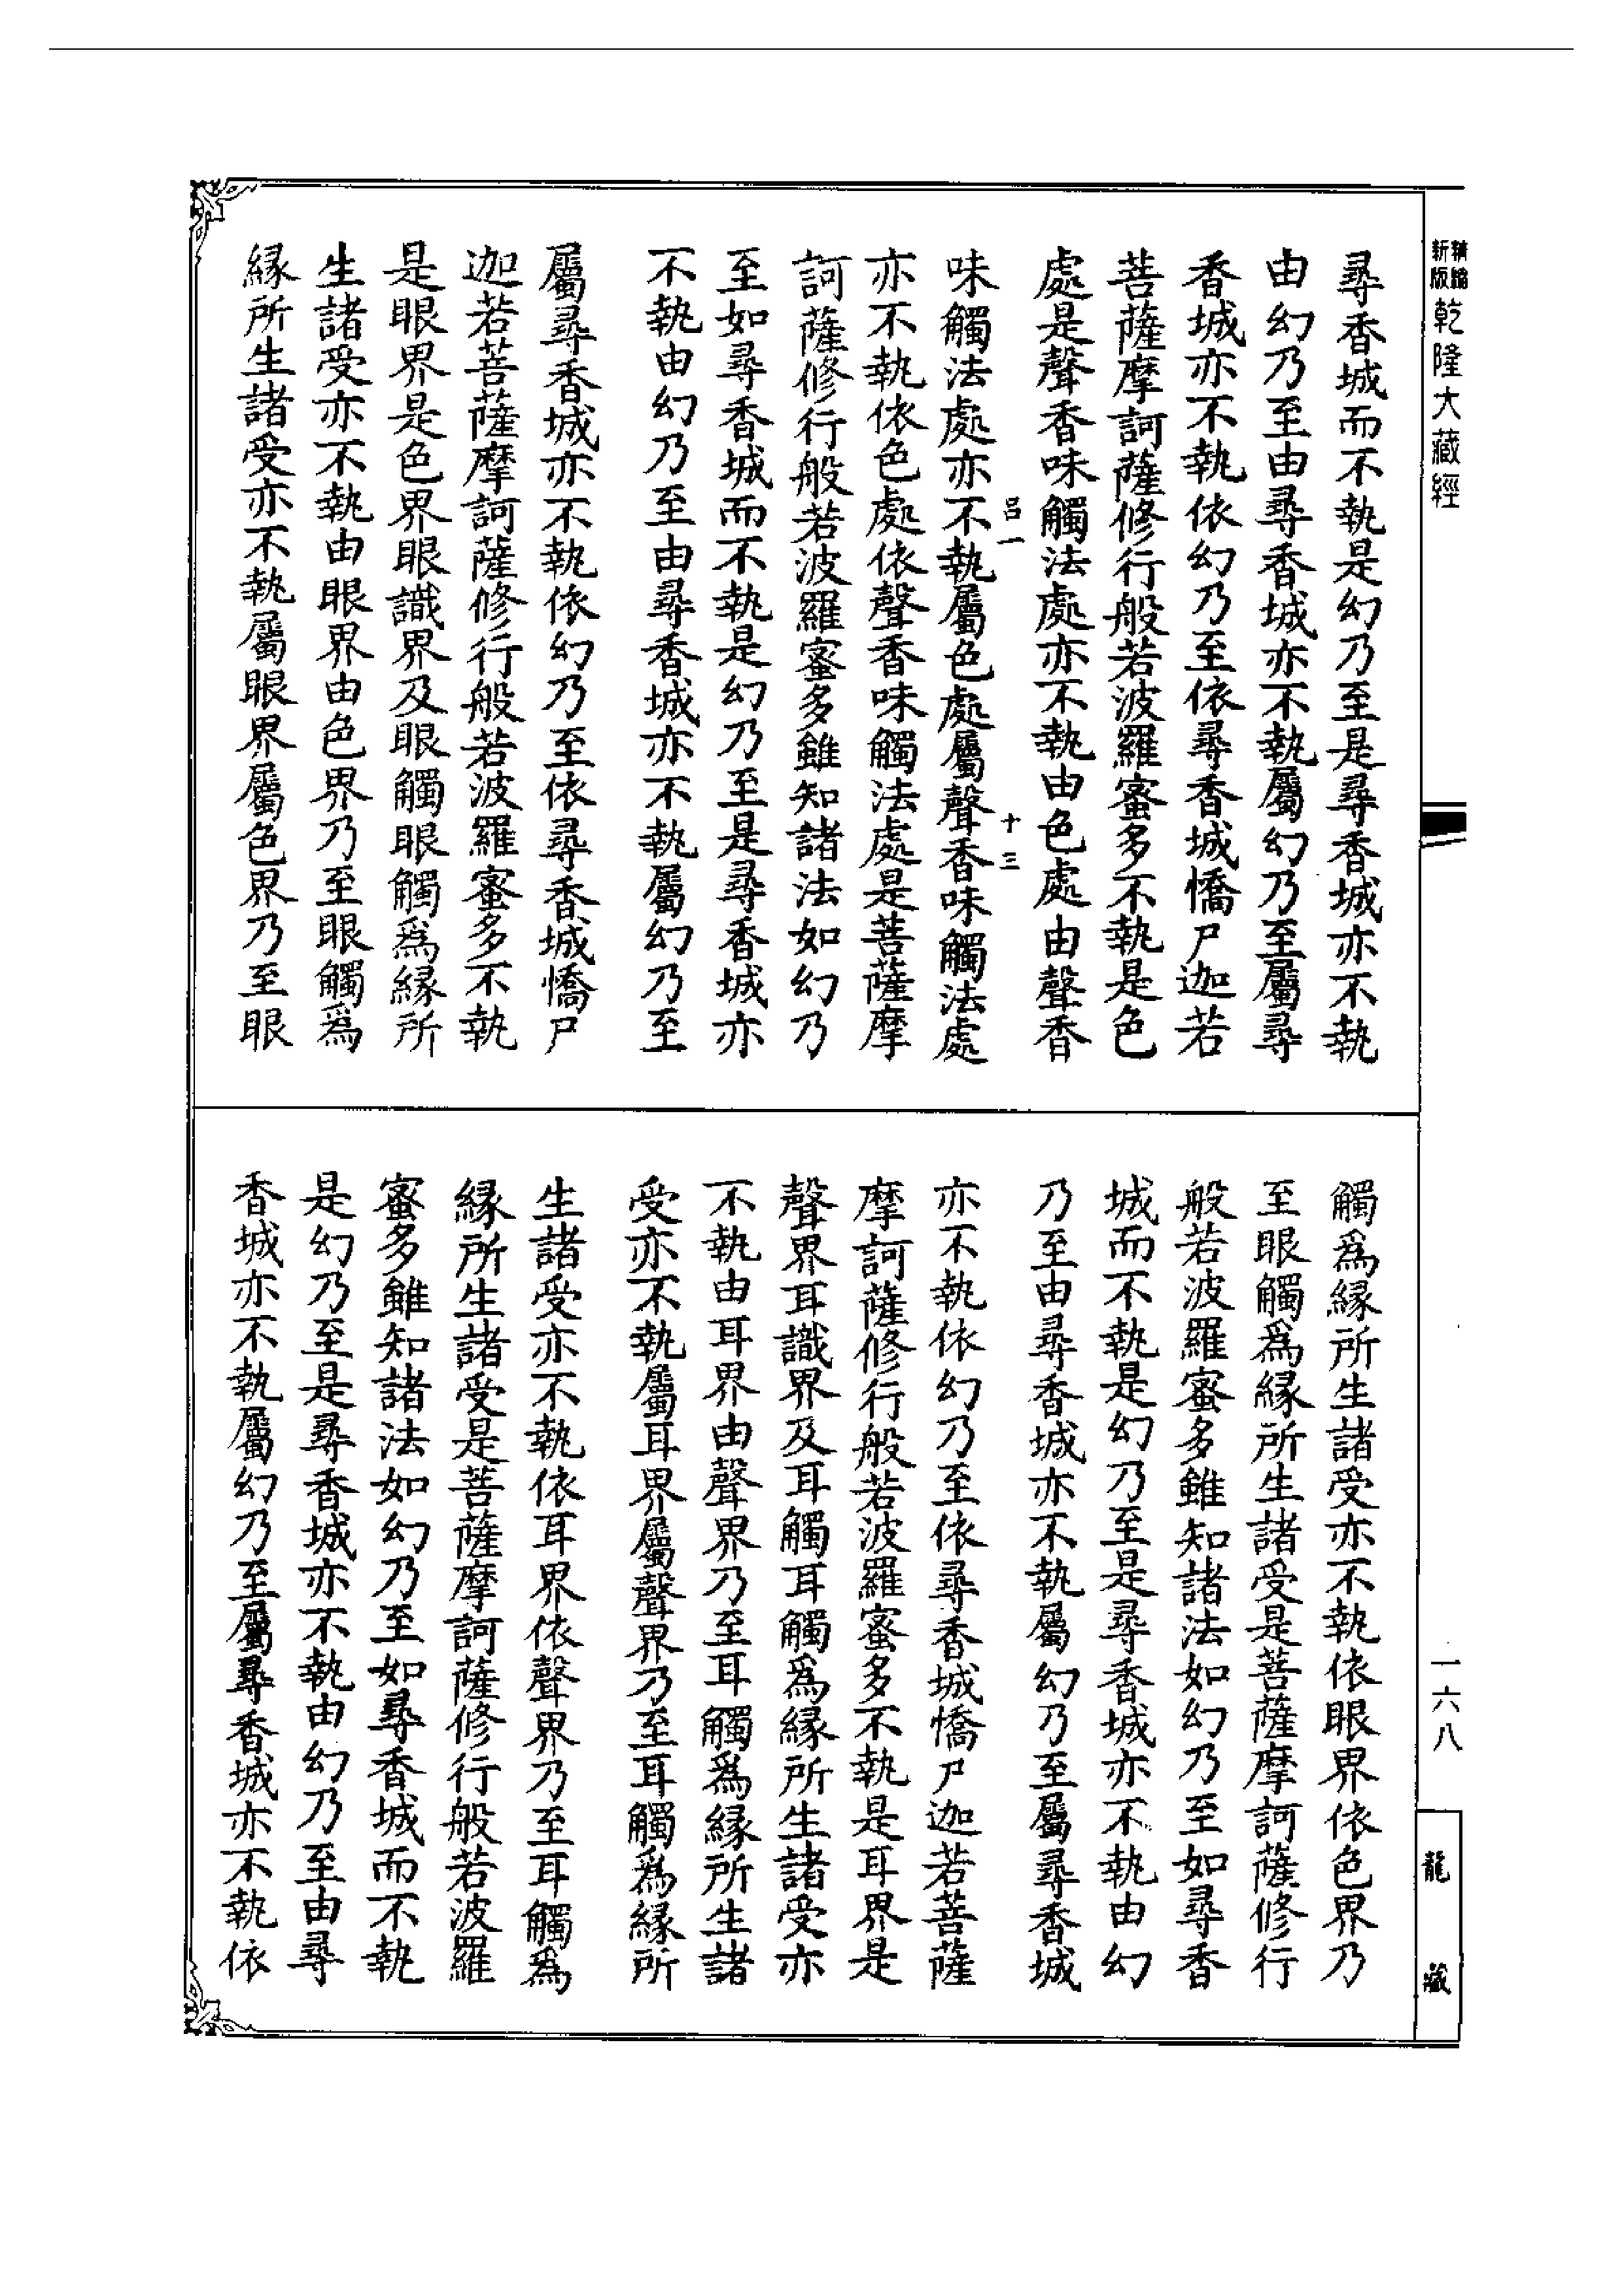 精編
新版
乾隆大藏經
尋香城而不執是幻乃至是尋香城亦不執
由幻乃至由尋香城亦不執屬幻乃至屬尋
香城亦不執依幻乃至依尋香城憍尸迦若
菩薩摩訶薩修行般若波羅蜜多不執是色
處是聲香味觸法處亦不執由色處由聲香
呂一
十三
味觸法處亦不執屬色處屬聲香味觸法處
亦不執依色處依聲香味觸法處是菩薩摩
訶薩修行般若波羅蜜多雖知諸法如幻乃
至如尋香城而不執是幻乃至是尋香城亦
不執由幻乃至由尋香城亦不執屬幻乃至
屬尋香城亦不執依幻乃至依尋香城憍尸
迦若菩薩摩訶薩修行般若波羅蜜多不執
是眼界是色界眼識界及眼觸眼觸爲緣所
生諸受亦不執由眼界由色界乃至眼觸爲
緣所生諸受亦不執屬眼界屬色界乃至眼
觸爲緣所生諸受亦不執依眼界依色界乃
至眼觸爲緣所生諸受是菩薩摩訶薩修行
般若波羅蜜多雖知諸法如幻乃至如尋香
城而不執是幻乃至是尋香城亦不執由幻
乃至由尋香城亦不執屬幻乃至屬尋香城
亦不執依幻乃至依尋香城憍尸迦若菩薩
摩訶薩修行般若波羅蜜多不執是耳界是
聲界耳識界及耳觸耳觸爲緣所生諸受亦
不執由耳界由聲界乃至耳觸爲緣所生諸
受亦不執屬耳界屬聲界乃至耳觸爲緣所
生諸受亦不執依耳界依聲界乃至耳觸爲
緣所生諸受是菩薩摩訶薩修行般若波羅
蜜多雖知諸法如幻乃至如尋香城而不執
是幻乃至是尋香城亦不執由幻乃至由尋
香城亦不執屬幻乃至屬尋香城亦不執依
一六八
龍藏